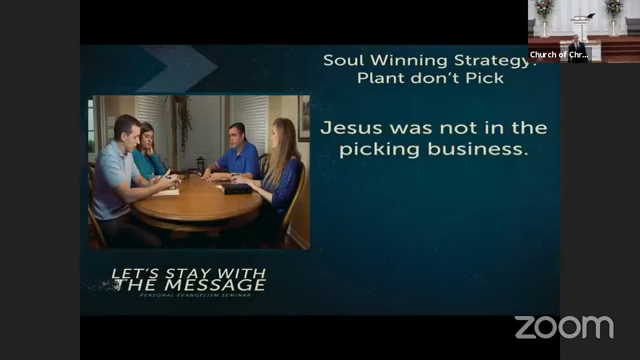 Soul Winning Strategy:
Plant don't Pick
Jesus was not in the
picking business.
LET'S STAY WITH
THE MESSAGE
PERSONAL EVANGELISM SEMINAR
Church of Chr...
zoom